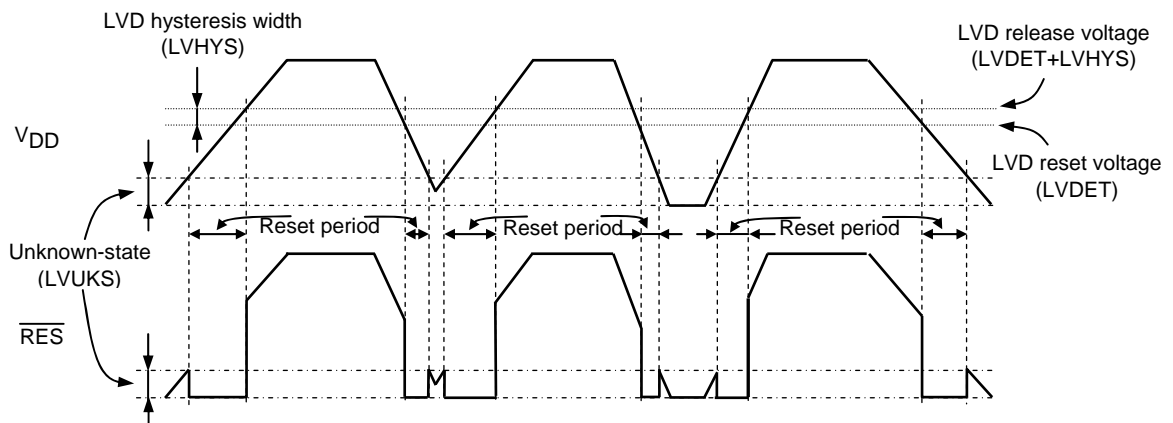 LVD hysteresis width
(LVHYS)
LVD release voltage
(LVDET+LVHYS)
VDD
LVD reset voltage
(LVDET)
Reset period
Reset period
Reset period
Unknown-state
(LVUKS)
RES